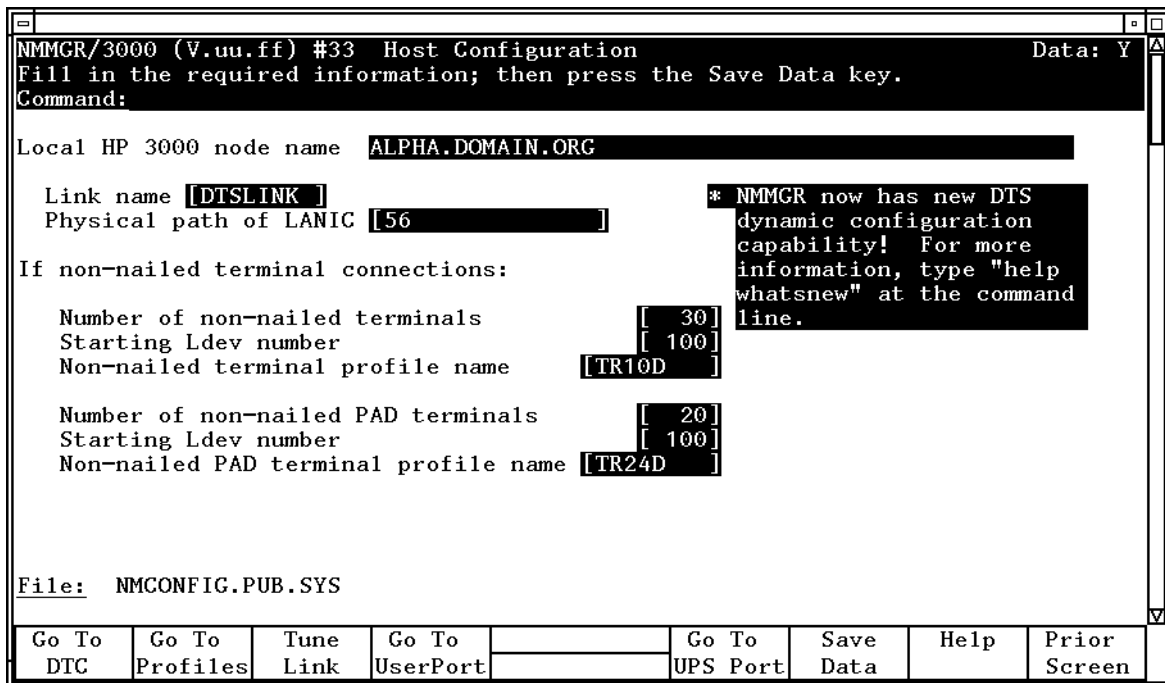 NMMGR/3000 (V.uu.ff) #33 Host Configuration Data: Y
Fill in the required information; then press the Save Data key.
Command:
Local HP 3000 node name ALPHA.DOMAIN.ORG
Link name [DTSLINK ]
Physical path of LANIC [56 ]
* NMMGR now has new DTS
dynamic configuration
capability! For more
information, type "help
whatsnew" at the command
line.
If non-nailed terminal connections:
Number of non-nailed terminals [ 30]
Starting Ldev number [ 100]
Non-nailed terminal profile name [TR10D ]
Number of non-nailed PAD terminals [ 20]
Starting Ldev number [ 100]
Non-nailed PAD terminal profile name [TR24D ]
File: NMCONFIG.PUB.SYS
Go To DTC
Go To Profiles
Tune Link
Go To UserPort
Go To UPS Port
Save Data
Help
Prior Screen